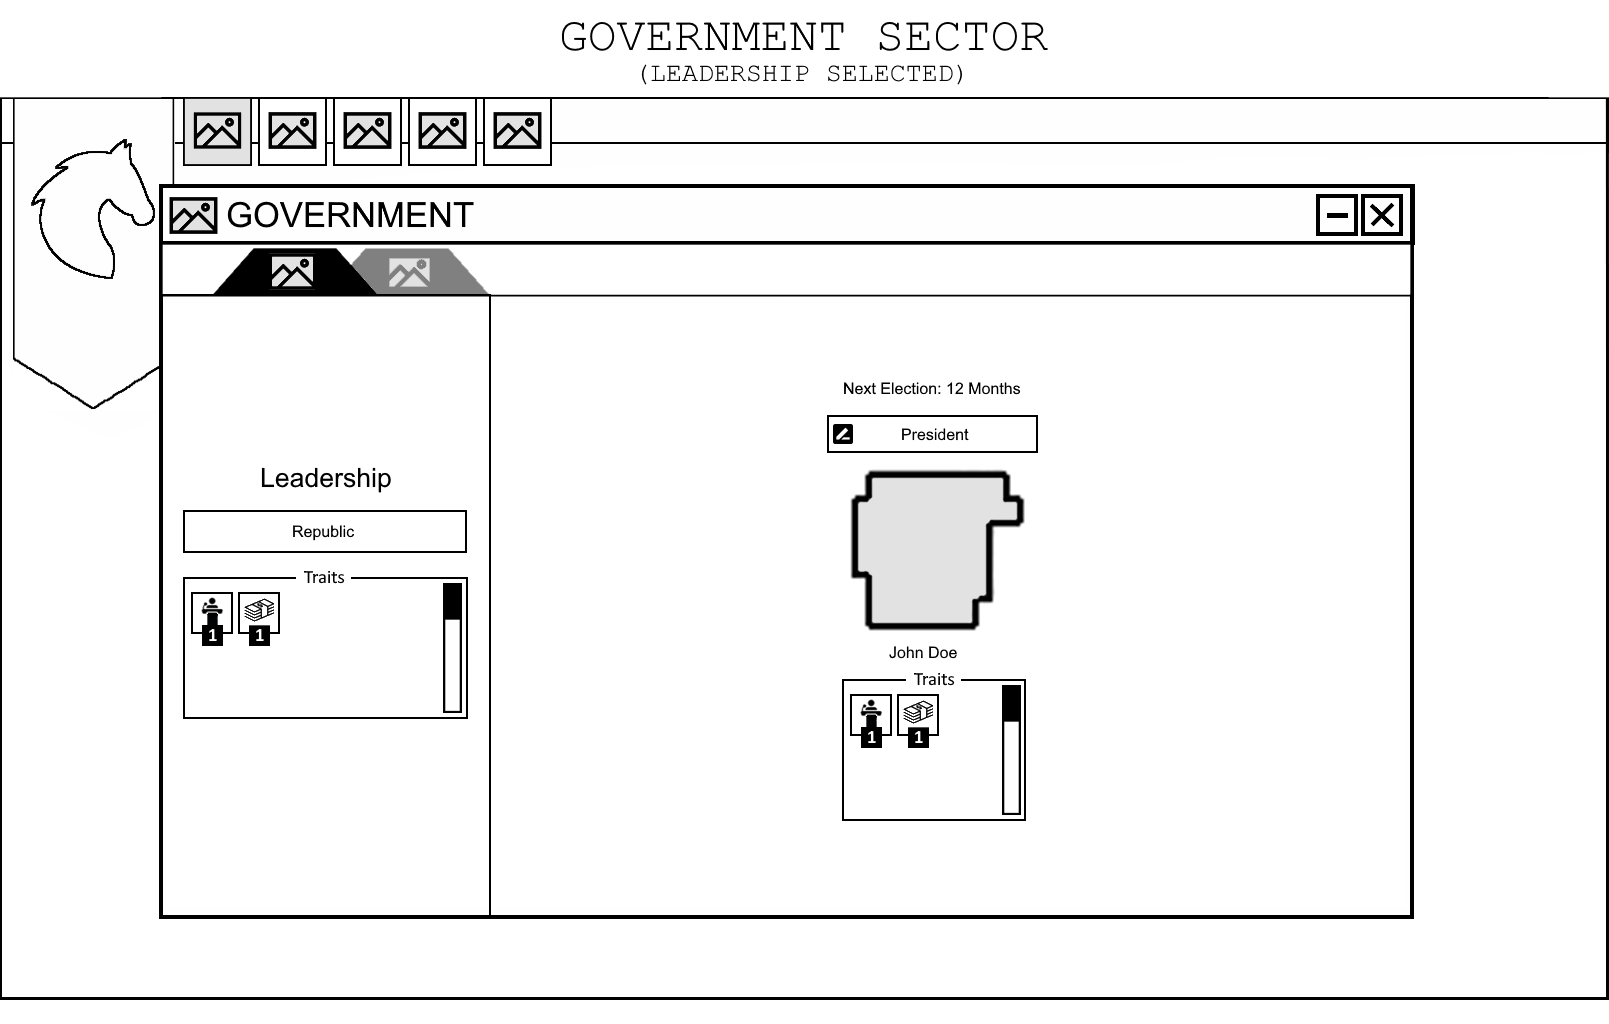 GOVERNMENT SECTOR
(LEADERSHIP SELECTED)
GOVERNMENT
Leadership
Republic
Traits
1 1
Next Election: 12 Months
President
John Doe
Traits
1 1